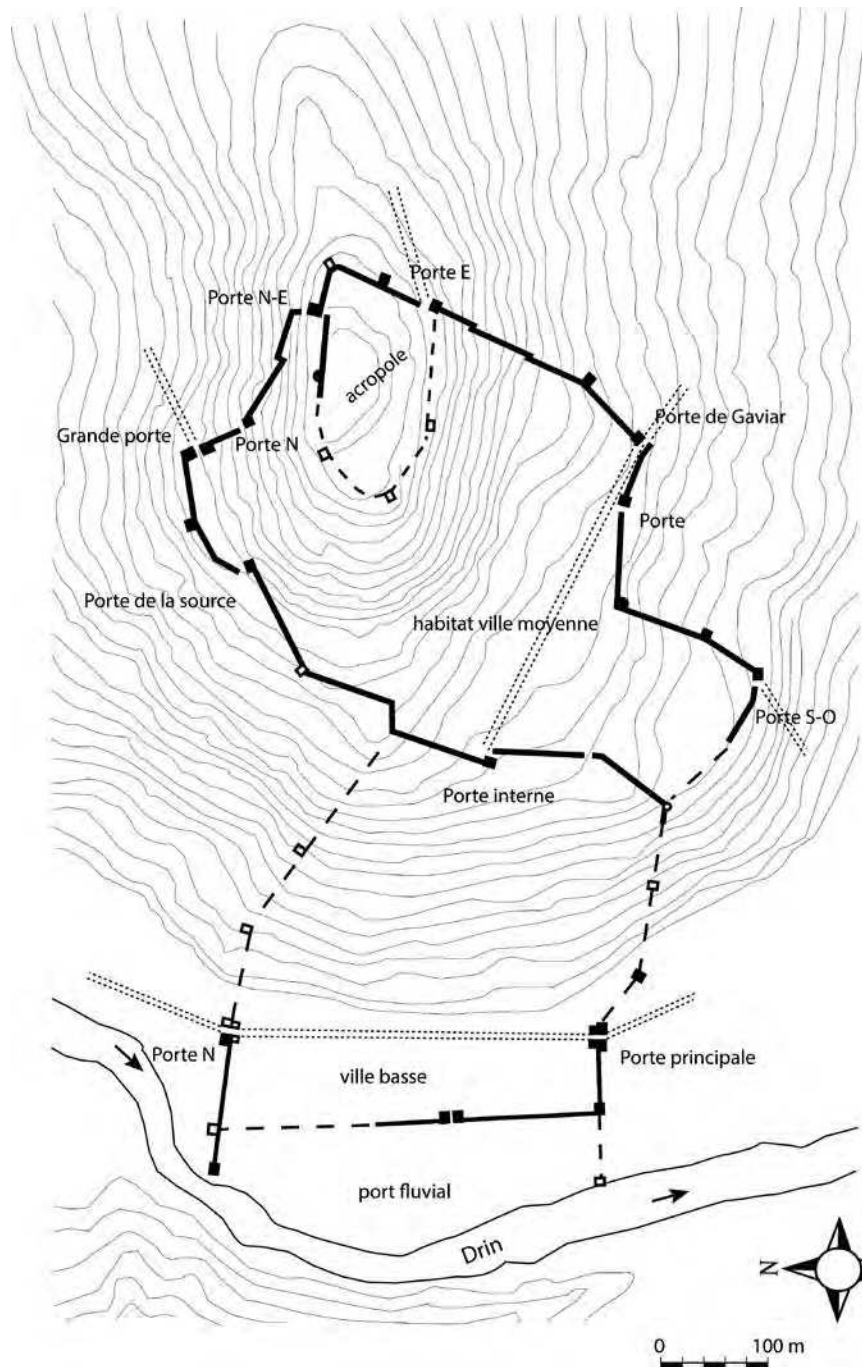 Porte E
Porte N-E
acropole
Porte de Gaviar
Grande porte
Porte N
Porte
Porte de la source
habitat ville moyenne
Porte S-O
Porte interne
Porte N
Porte principale
ville basse
port fluvial
Drin
N
0 100 m